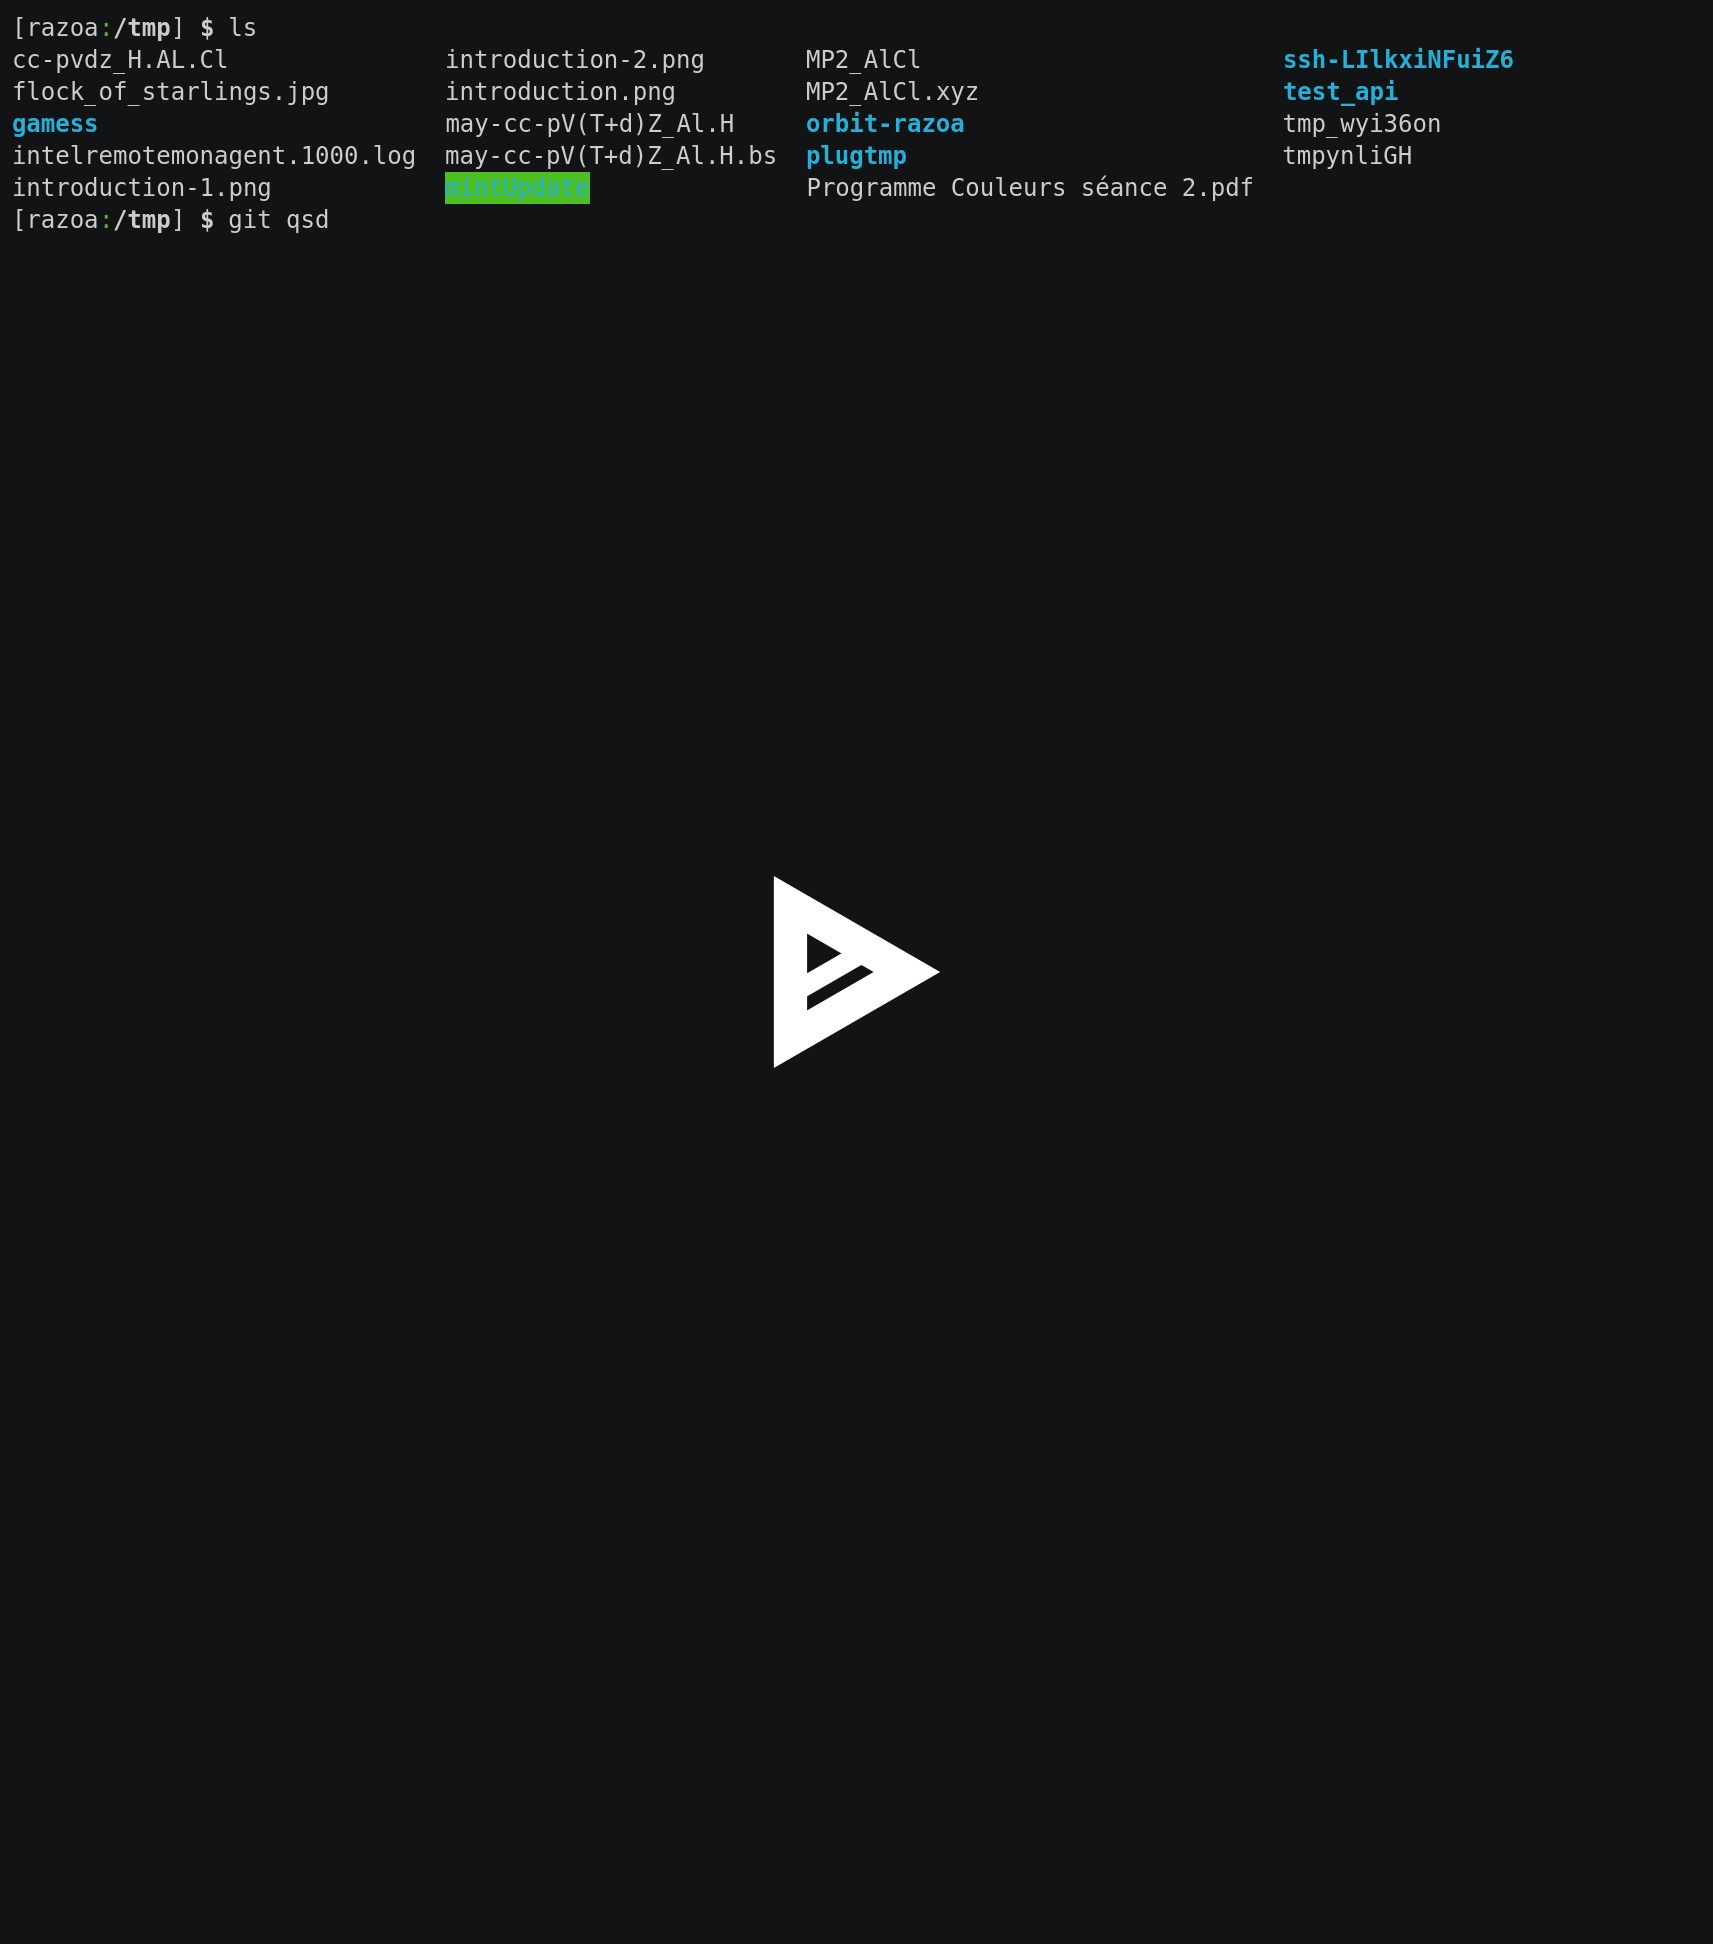 [razoa:/tmp] $ ls
cc-pvdz_H.AL.Cl introduction-2.png MP2_AlCl ssh-LIlkxiNFuiZ6
flock_of_starlings.jpg introduction.png MP2_AlCl.xyz test_api
gamess may-cc-pV(T+d)Z_Al.H orbit-razoa tmp_wyi36on
intelremotemonagent.1000.log may-cc-pV(T+d)Z_Al.H.bs plugtmp tmpynliGH
introduction-1.png mintUpdate Programme Couleurs séance 2.pdf
[razoa:/tmp] $ git qsd